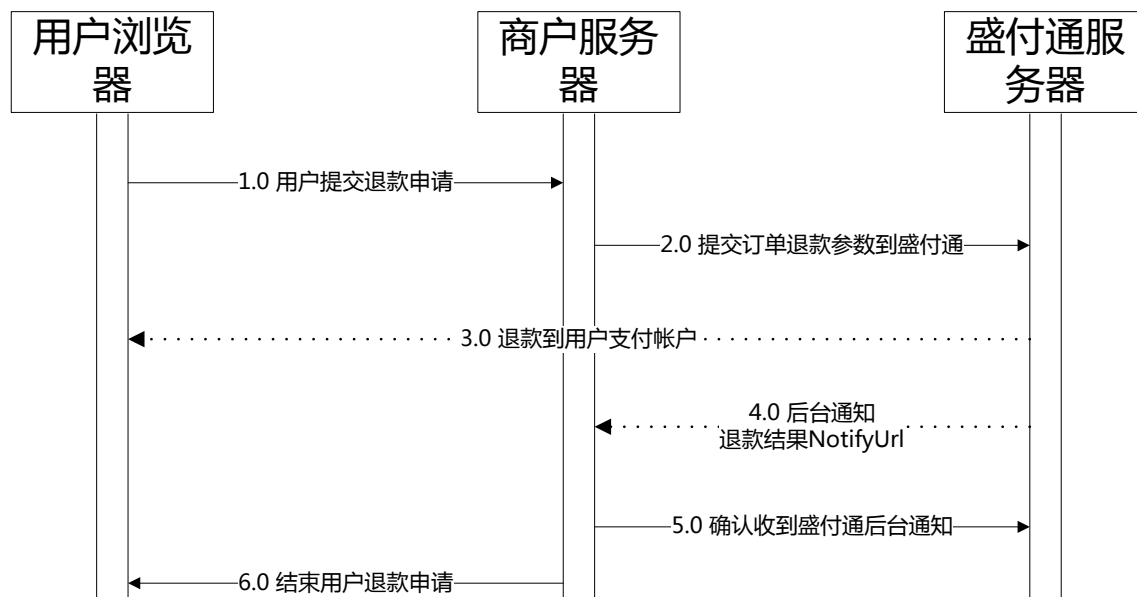 用户浏览
器
商户服务
器
盛付通服
务器
1.0 用户提交退款申请
2.0 提交订单退款参数到盛付通
3.0 退款到用户支付帐户
4.0 后台通知
退款结果NotifyUrl
5.0 确认收到盛付通后台通知
6.0 结束用户退款申请